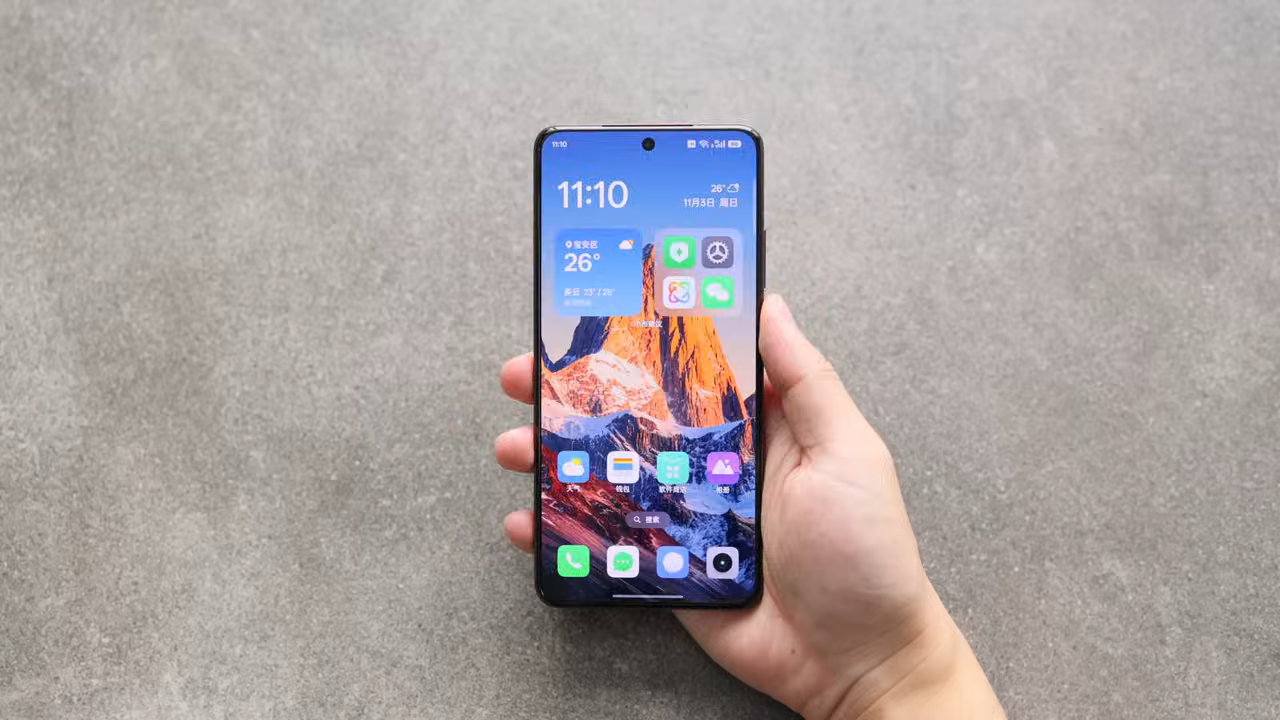 11:10
11:10
26°
11月3日 周日
宝安区
26°
多云 23°/28°
小布建议
天气
钱包
软件商店
相册
搜索